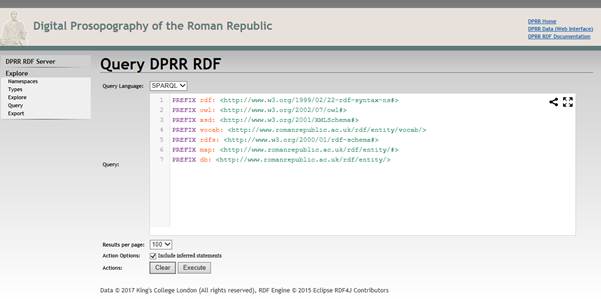 Digital Prosopography of the Roman Republic
DPRR Home
DPRR Data (Web Interface)
DPRR RDF Documentation
DPRR RDF Server
Explore
Namespaces
Types
Explore
Query
Export
Query DPRR RDF
Query Language: SPARQL
Query:
1 PREFIX rdf: <http://www.w3.org/1999/02/22-rdf-syntax-ns#>
2 PREFIX owl: <http://www.w3.org/2002/07/owl#>
3 PREFIX xsd: <http://www.w3.org/2001/XMLSchema#>
4 PREFIX vocab: <http://www.romanrepublic.ac.uk/rdf/entity/vocab/>
5 PREFIX rdfs: <http://www.w3.org/2000/01/rdf-schema#>
6 PREFIX map: <http://www.romanrepublic.ac.uk/rdf/entity/#>
7 PREFIX db: <http://www.romanrepublic.ac.uk/rdf/entity/>
Results per page: 100
Action Options: Include inferred statements
Actions: Clear Execute
Data © 2017 King's College London (All rights reserved), RDF Engine © 2015 Eclipse RDF4J Contributors